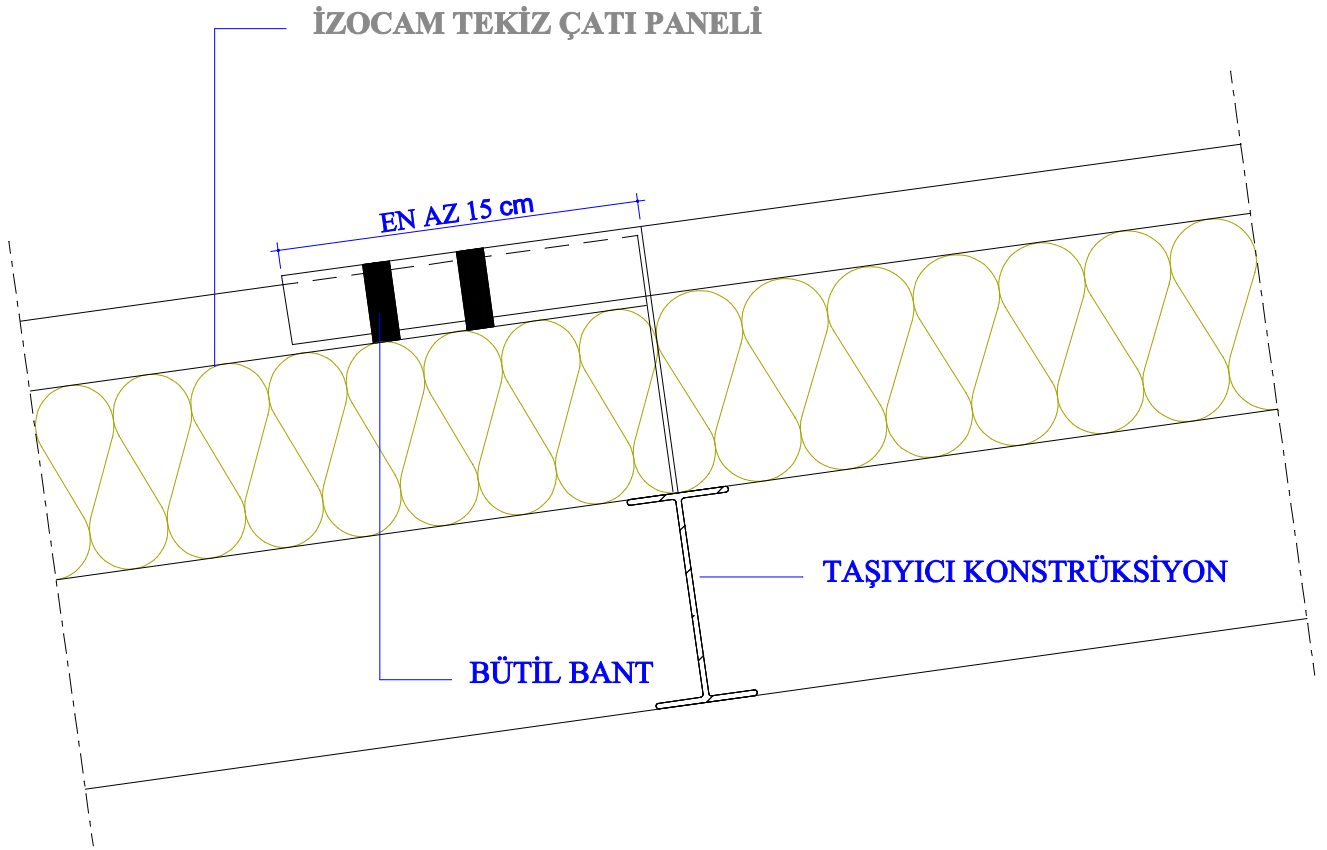 İZOCAM TEKİZ ÇATI PANELİ
EN AZ 15 cm
TAŞIYICI KONSTRÜKSİYON
BÜTİL BANT